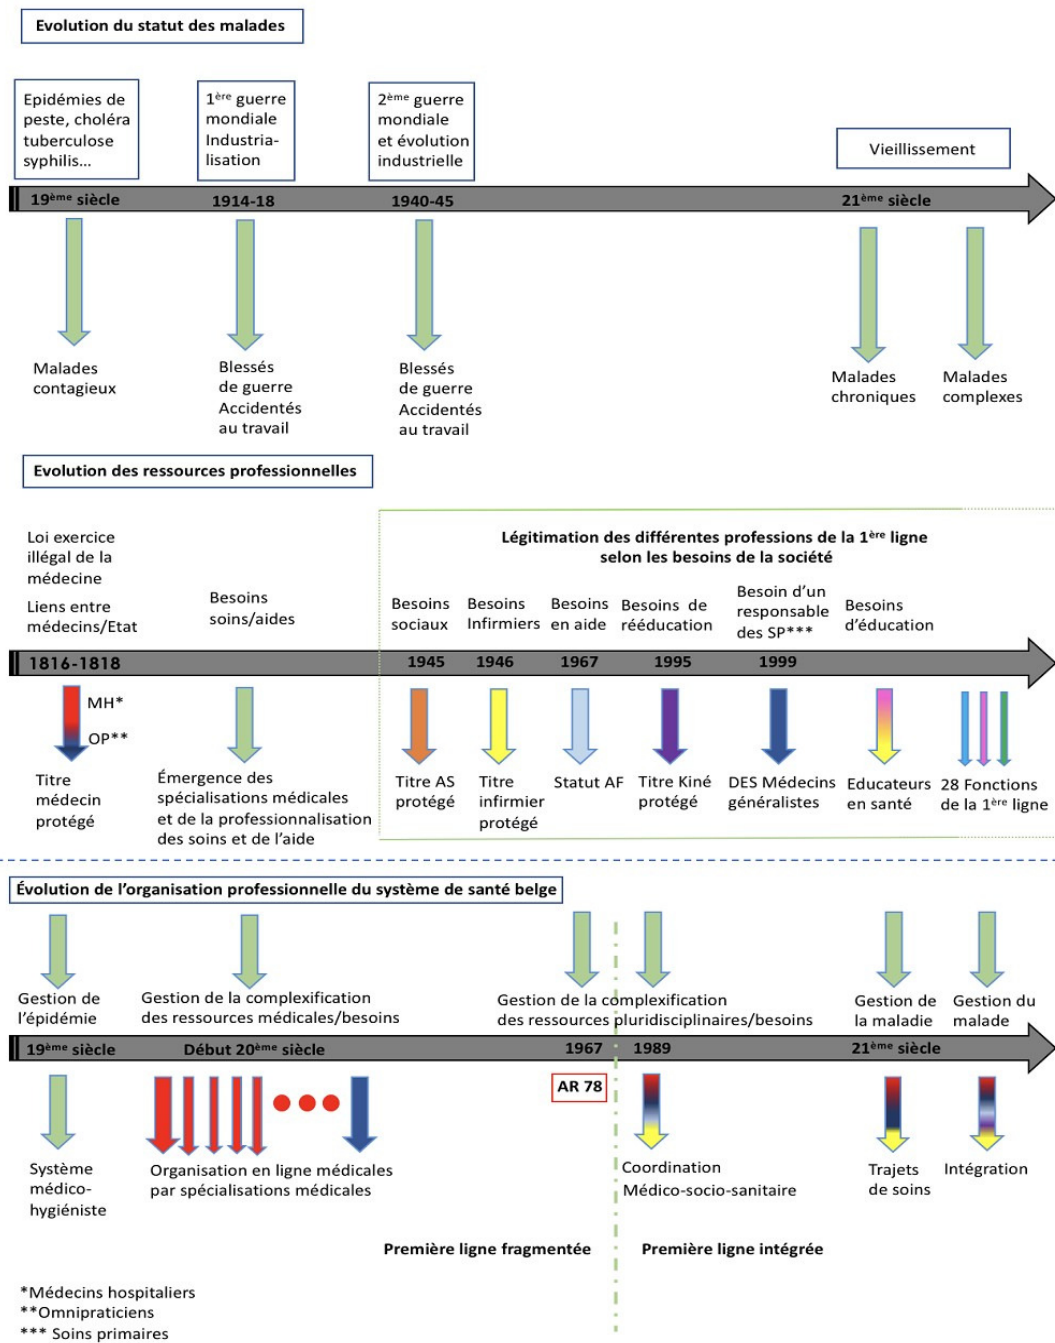 Evolution du statut des malades
Epidémies de
peste, choléra
tuberculose
syphilis...
1ère guerre
mondiale
Industria-
lisation
2ème guerre
mondiale
et évolution
industrielle
Vieillissement
19ème siècle
1914-18
1940-45
21ème siècle
Malades
contagieux
Blessés
de guerre
Accidentés
au travail
Blessés
de guerre
Accidentés
au travail
Malades
chroniques
Malades
complexes
Evolution des ressources professionnelles
Loi exercice
illégal de la
médecine
Liens entre
médecins/Etat
Besoins
soins/aides
Légitimation des différentes professions de la 1ère ligne
selon les besoins de la société
Besoins
sociaux
Besoins
Infirmiers
Besoins
en aide
Besoins de
rééducation
Besoin d'un
responsable
des SP***
Besoins
d'éducation
1816-1818
1945
1946
1967
1995
1999
MH*
OP**
Titre
médecin
protégé
Émergence des
spécialisations médicales
et de la professionnalisation
des soins et de l'aide
Titre AS
protégé
Titre
infirmier
protégé
Statut AF
Titre Kiné
protégé
DES Médecins
généralistes
Educateurs
en santé
28 Fonctions
de la 1ère ligne
Évolution de l'organisation professionnelle du système de santé belge
Gestion de
l'épidémie
Gestion de la complexification
des ressources médicales/besoins
Gestion de la complexification
des ressources pluridisciplinaires/besoins
Gestion de
la maladie
Gestion du
malade
19ème siècle
Début 20ème siècle
1967
1989
21ème siècle
AR 78
Système
médico-
hygiéniste
Organisation en ligne médicales
par spécialisations médicales
Coordination
Médico-socio-sanitaire
Trajets
de soins
Intégration
Première ligne fragmentée
Première ligne intégrée
*Médecins hospitaliers
**Omnipraticiens
*** Soins primaires